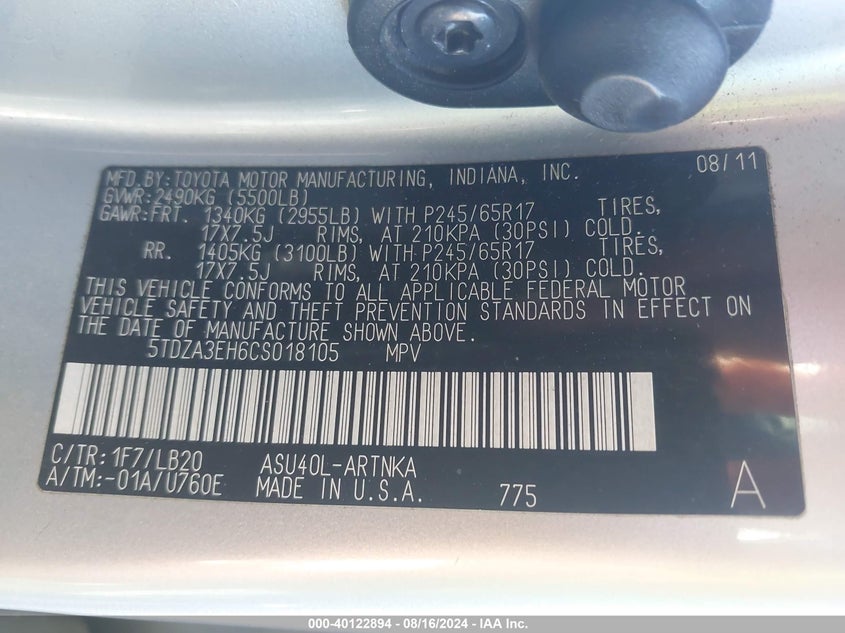 MFD.BY:TOYOTA MOTOR MANUFACTURING, INDIANA, INC. 08/11
GVWR:2490KG (5500LB)
GAWR:FRT. 1340KG (2955LB) WITH P245/65R17 TIRES,
17X7.5J RIMS, AT 210KPA (30PSI) COLD.
RR. 1405KG (3100LB) WITH P245/65R17 TIRES,
17X7.5J RIMS, AT 210KPA (30PSI) COLD.
THIS VEHICLE CONFORMS TO ALL APPLICABLE FEDERAL MOTOR
VEHICLE SAFETY AND THEFT PREVENTION STANDARDS IN EFFECT ON
THE DATE OF MANUFACTURE SHOWN ABOVE.
5TDZA3EH6CS018105 MPV
C/TR:1F7/LB20 ASU40L-ARTNKA
A/TM:-01A/U760E MADE IN U.S.A. 775 A
000-40122894 - 08/16/2024 - IAA Inc.